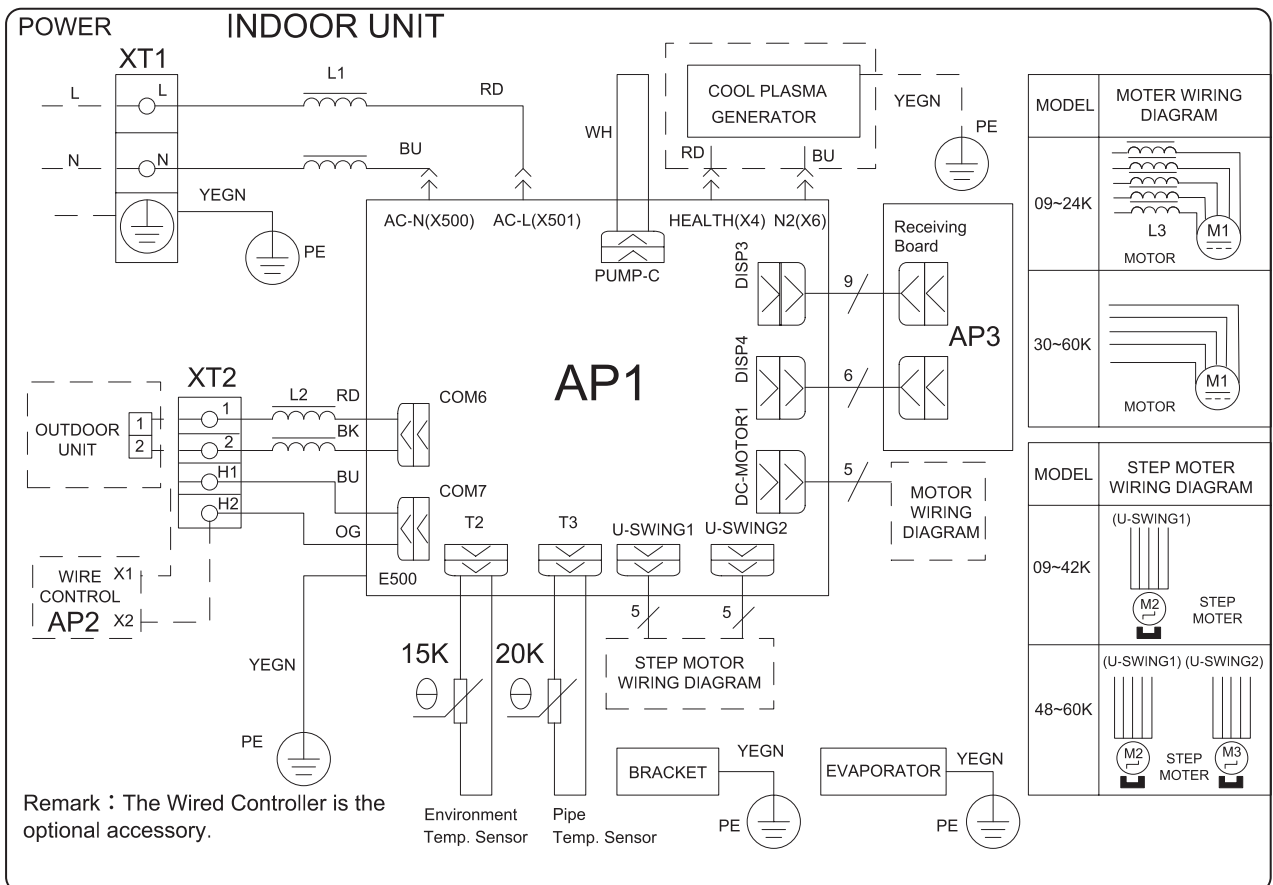 POWER
INDOOR UNIT
XT1
L
L
L1
RD
N
N
BU
YEGN
PE
AC-N(X500)
AC-L(X501)
WH
PUMP-C
COOL PLASMA
GENERATOR
YEGN
PE
RD
BU
HEALTH(X4)
N2(X6)
DISP3
9
Receiving
Board
AP3
DISP4
6
AP1
DC-MOTOR1
5
MOTOR
WIRING
DIAGRAM
XT2
OUTDOOR
UNIT
1
2
1
2
H1
H2
L2
RD
BK
BU
OG
COM6
COM7
WIRE
CONTROL
AP2
X1
X2
E500
YEGN
PE
T2
T3
U-SWING1
U-SWING2
5
5
STEP MOTOR
WIRING DIAGRAM
15K
20K
Environment
Temp. Sensor
Pipe
Temp. Sensor
BRACKET
YEGN
PE
EVAPORATOR
YEGN
PE
Remark：The Wired Controller is the
optional accessory.
MODEL
MOTER WIRING
DIAGRAM
09~24K
L3
M1
MOTOR
30~60K
M1
MOTOR
MODEL
STEP MOTER
WIRING DIAGRAM
09~42K
(U-SWING1)
M2
STEP
MOTER
48~60K
(U-SWING1) (U-SWING2)
M2
STEP
MOTER
M3